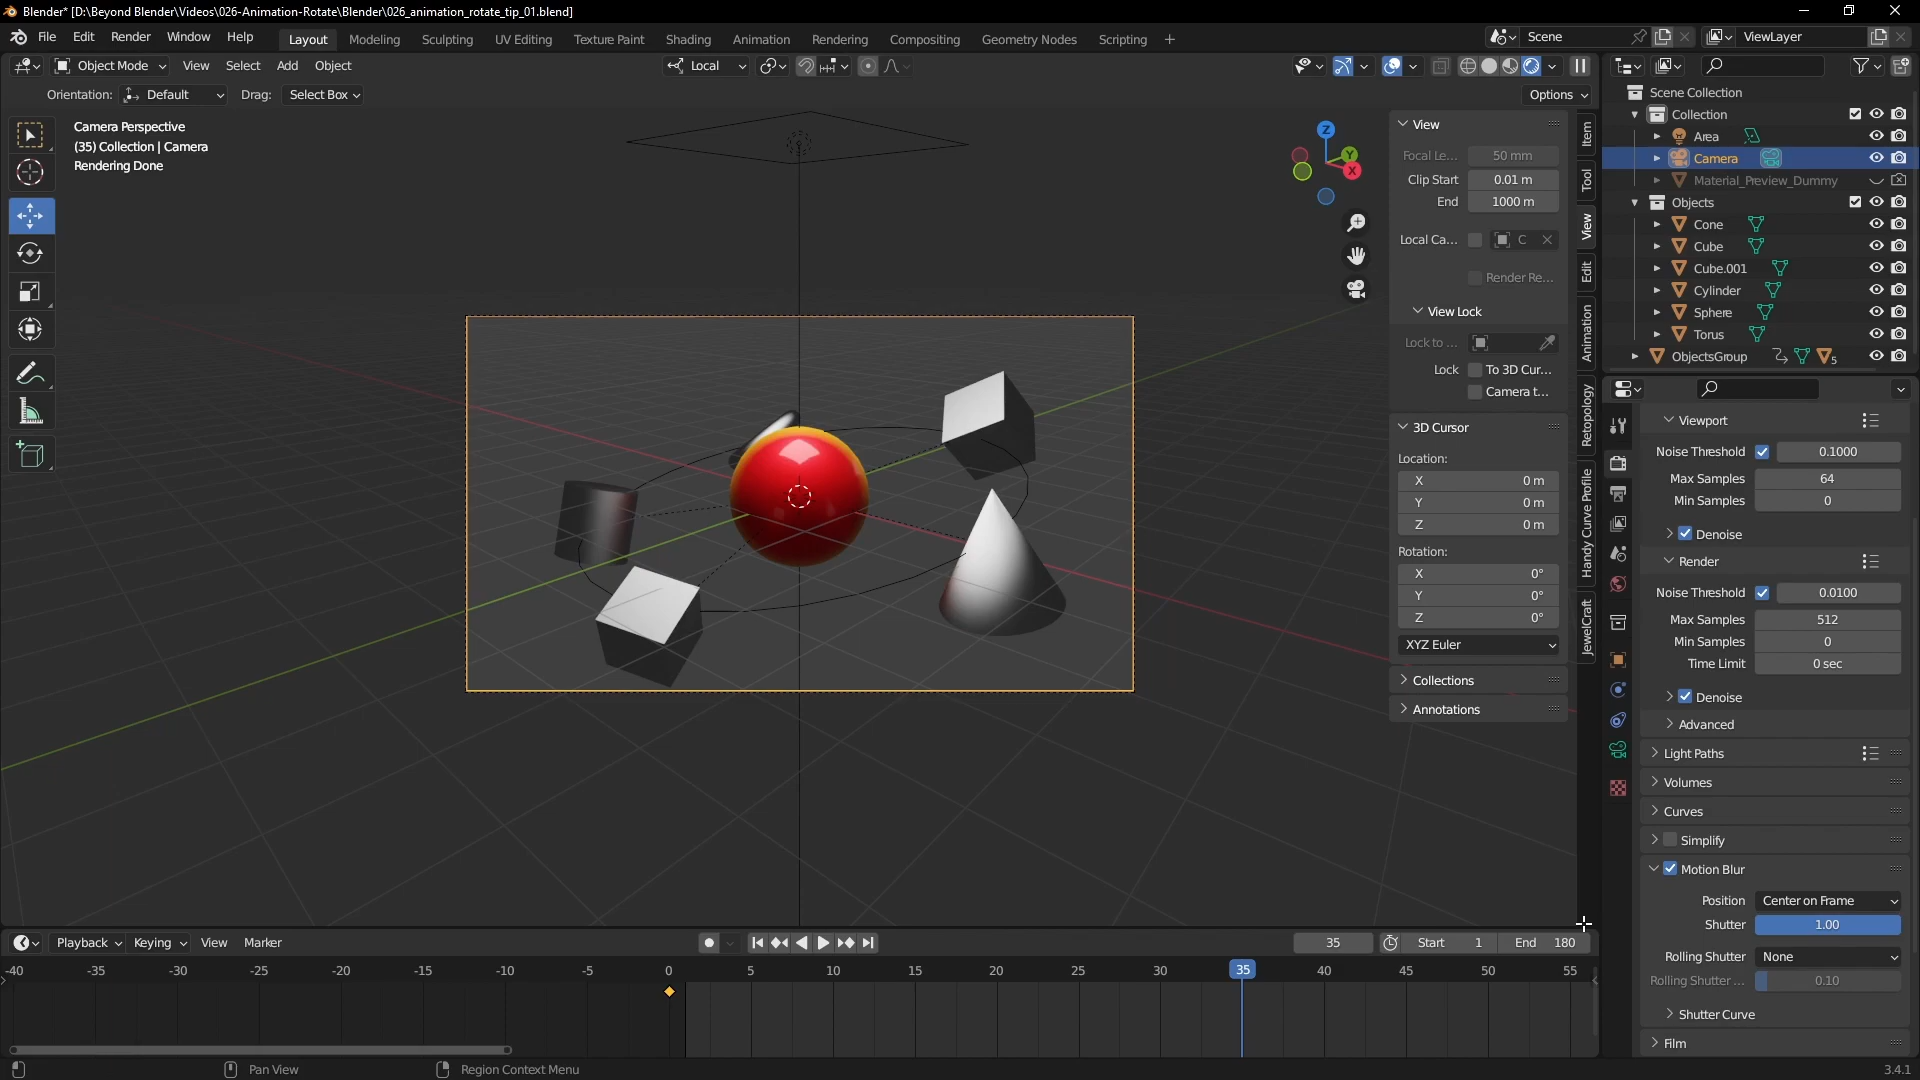 Blender* [D:\Beyond Blender\Videos\026-Animation-Rotate\Blender\026_animation_rotate_tip_01.blend]
File Edit Render Window Help Layout Modeling Sculpting UV Editing Texture Paint Shading Animation Rendering Compositing Geometry Nodes Scripting + Scene ViewLayer
Object Mode View Select Add Object Local
Orientation: Default Drag: Select Box Options
Camera Perspective
(35) Collection | Camera
Rendering Done
Z
Y
X
View
Focal Le... 50 mm
Clip Start 0.01 m
End 1000 m
Local Ca... C
Render Re...
View Lock
Lock to ...
Lock To 3D Cur...
Camera t...
3D Cursor
Location:
X 0 m
Y 0 m
Z 0 m
Rotation:
X 0°
Y 0°
Z 0°
XYZ Euler
Collections
Annotations
Item
Tool
View
Edit
Animation
Retopology
Handy Curve Profile
JewelCraft
Scene Collection
Collection
Area
Camera
Material_Preview_Dummy
Objects
Cone
Cube
Cube.001
Cylinder
Sphere
Torus
ObjectsGroup 5
Viewport
Noise Threshold 0.1000
Max Samples 64
Min Samples 0
Denoise
Render
Noise Threshold 0.0100
Max Samples 512
Min Samples 0
Time Limit 0 sec
Denoise
Advanced
Light Paths
Volumes
Curves
Simplify
Motion Blur
Position Center on Frame
Shutter 1.00
Rolling Shutter None
Rolling Shutter ... 0.10
Shutter Curve
Film
Playback Keying View Marker 35 Start 1 End 180
-40 -35 -30 -25 -20 -15 -10 -5 0 5 10 15 20 25 30 35 40 45 50 55
Pan View Region Context Menu 3.4.1